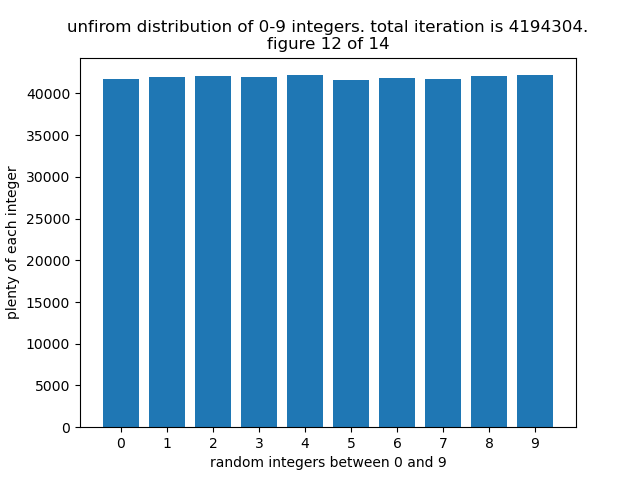 unfirom distribution of 0-9 integers. total iteration is 4194304.
figure 12 of 14
40000
35000
30000
25000
20000
15000
10000
5000
0
plenty of each integer
0 1 2 3 4 5 6 7 8 9
random integers between 0 and 9